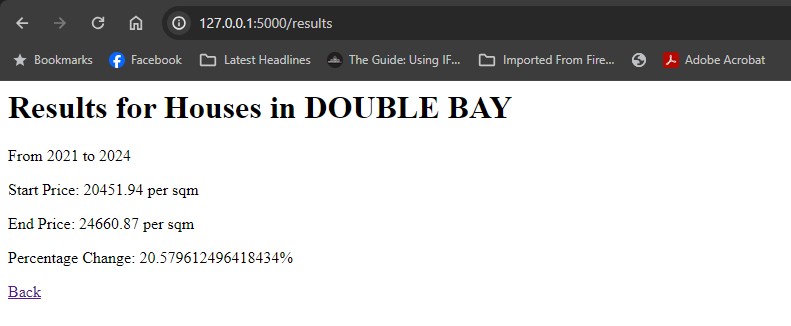 127.0.0.1:5000/results
Bookmarks Facebook Latest Headlines The Guide: Using IF... Imported From Fire... Adobe Acrobat
Results for Houses in DOUBLE BAY
From 2021 to 2024
Start Price: 20451.94 per sqm
End Price: 24660.87 per sqm
Percentage Change: 20.579612496418434%
Back